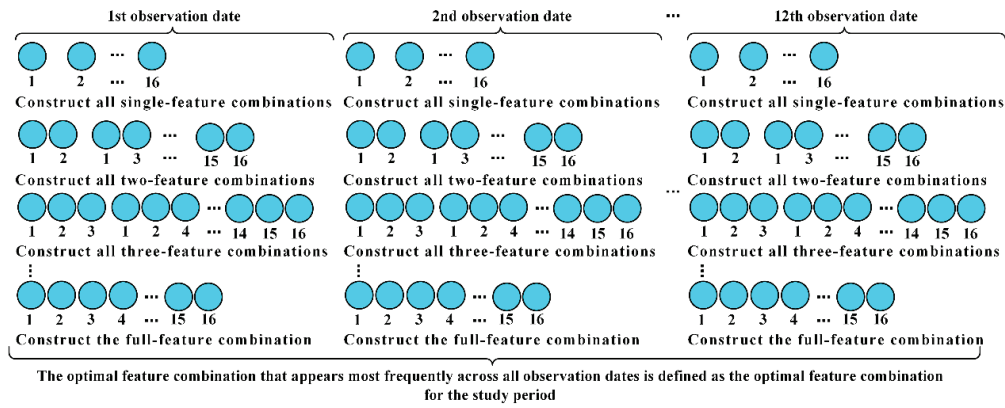 1st observation date 2nd observation date ... 12th observation date
... ... ...
1 2 ... 16 1 2 ... 16 1 2 ... 16
Construct all single-feature combinations Construct all single-feature combinations Construct all single-feature combinations
... ... ...
1 2 1 3 ... 15 16 1 2 1 3 ... 15 16 1 2 1 3 ... 15 16
Construct all two-feature combinations Construct all two-feature combinations Construct all two-feature combinations
... ... ... ...
1 2 3 1 2 4 14 15 16 1 2 3 1 2 4 14 15 16 1 2 3 1 2 4 14 15 16
Construct all three-feature combinations Construct all three-feature combinations Construct all three-feature combinations
... ... ...
1 2 3 4 15 16 1 2 3 4 15 16 1 2 3 4 15 16
Construct the full-feature combination Construct the full-feature combination Construct the full-feature combination
The optimal feature combination that appears most frequently across all observation dates is defined as the optimal feature combination
for the study period